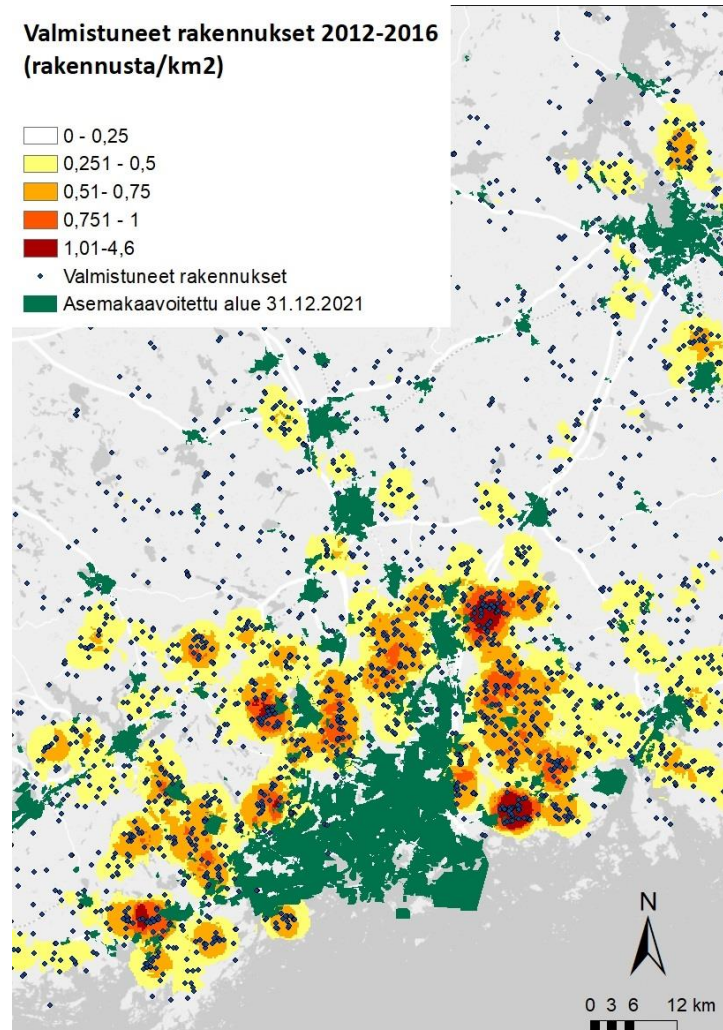 Valmistuneet rakennukset 2012-2016
(rakennusta/km2)
0 - 0,25
0,251 - 0,5
0,51- 0,75
0,751 - 1
1,01-4,6
Valmistuneet rakennukset
Asemakaavoitettu alue 31.12.2021
N
0 3 6 12 km